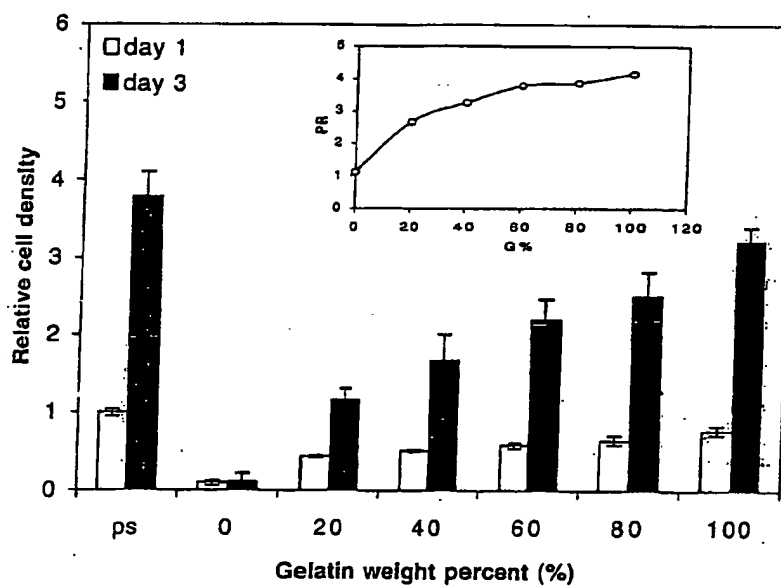 6
5
4
3
2
1
0
Relative cell density
day 1
day 3
5
4
3
2
1
0
PR
0 20 40 60 80 100 120
G%
ps 0 20 40 60 80 100
Gelatin weight percent (%)